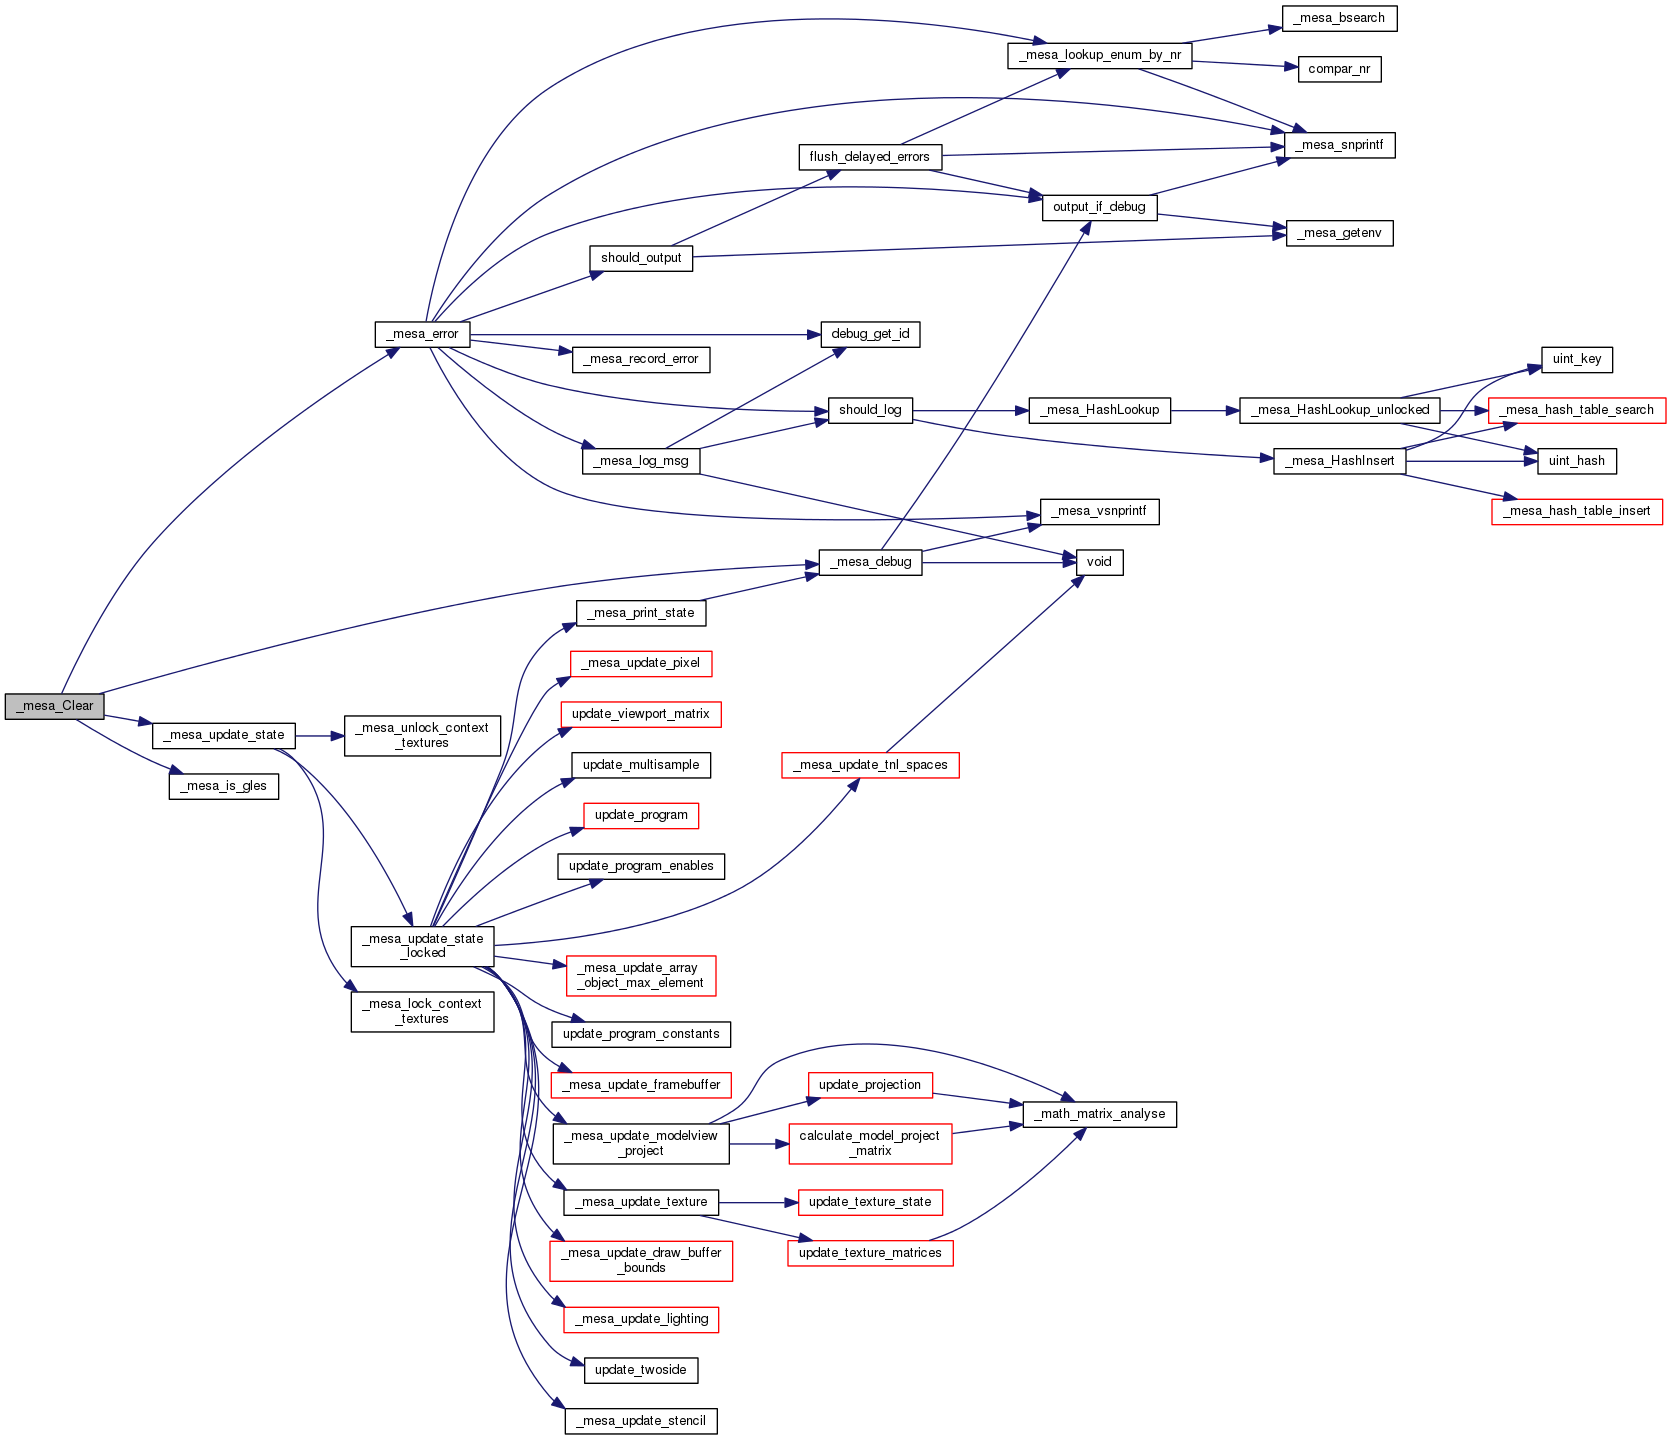 _mesa_bsearch
_mesa_lookup_enum_by_nr
compar_nr
_mesa_snprintf
flush_delayed_errors
output_if_debug
_mesa_getenv
should_output
_mesa_error
debug_get_id
_mesa_record_error
uint_key
should_log
_mesa_HashLookup
_mesa_HashLookup_unlocked
_mesa_hash_table_search
_mesa_log_msg
_mesa_HashInsert
uint_hash
_mesa_vsnprintf
_mesa_hash_table_insert
_mesa_debug
void
_mesa_print_state
_mesa_update_pixel
_mesa_Clear
update_viewport_matrix
_mesa_update_state
_mesa_unlock_context
_textures
update_multisample
_mesa_update_tnl_spaces
_mesa_is_gles
update_program
update_program_enables
_mesa_update_state
_locked
_mesa_update_array
_object_max_element
_mesa_lock_context
_textures
update_program_constants
_mesa_update_framebuffer
update_projection
_math_matrix_analyse
_mesa_update_modelview
_project
calculate_model_project
_matrix
_mesa_update_texture
update_texture_state
_mesa_update_draw_buffer
_bounds
update_texture_matrices
_mesa_update_lighting
update_twoside
_mesa_update_stencil